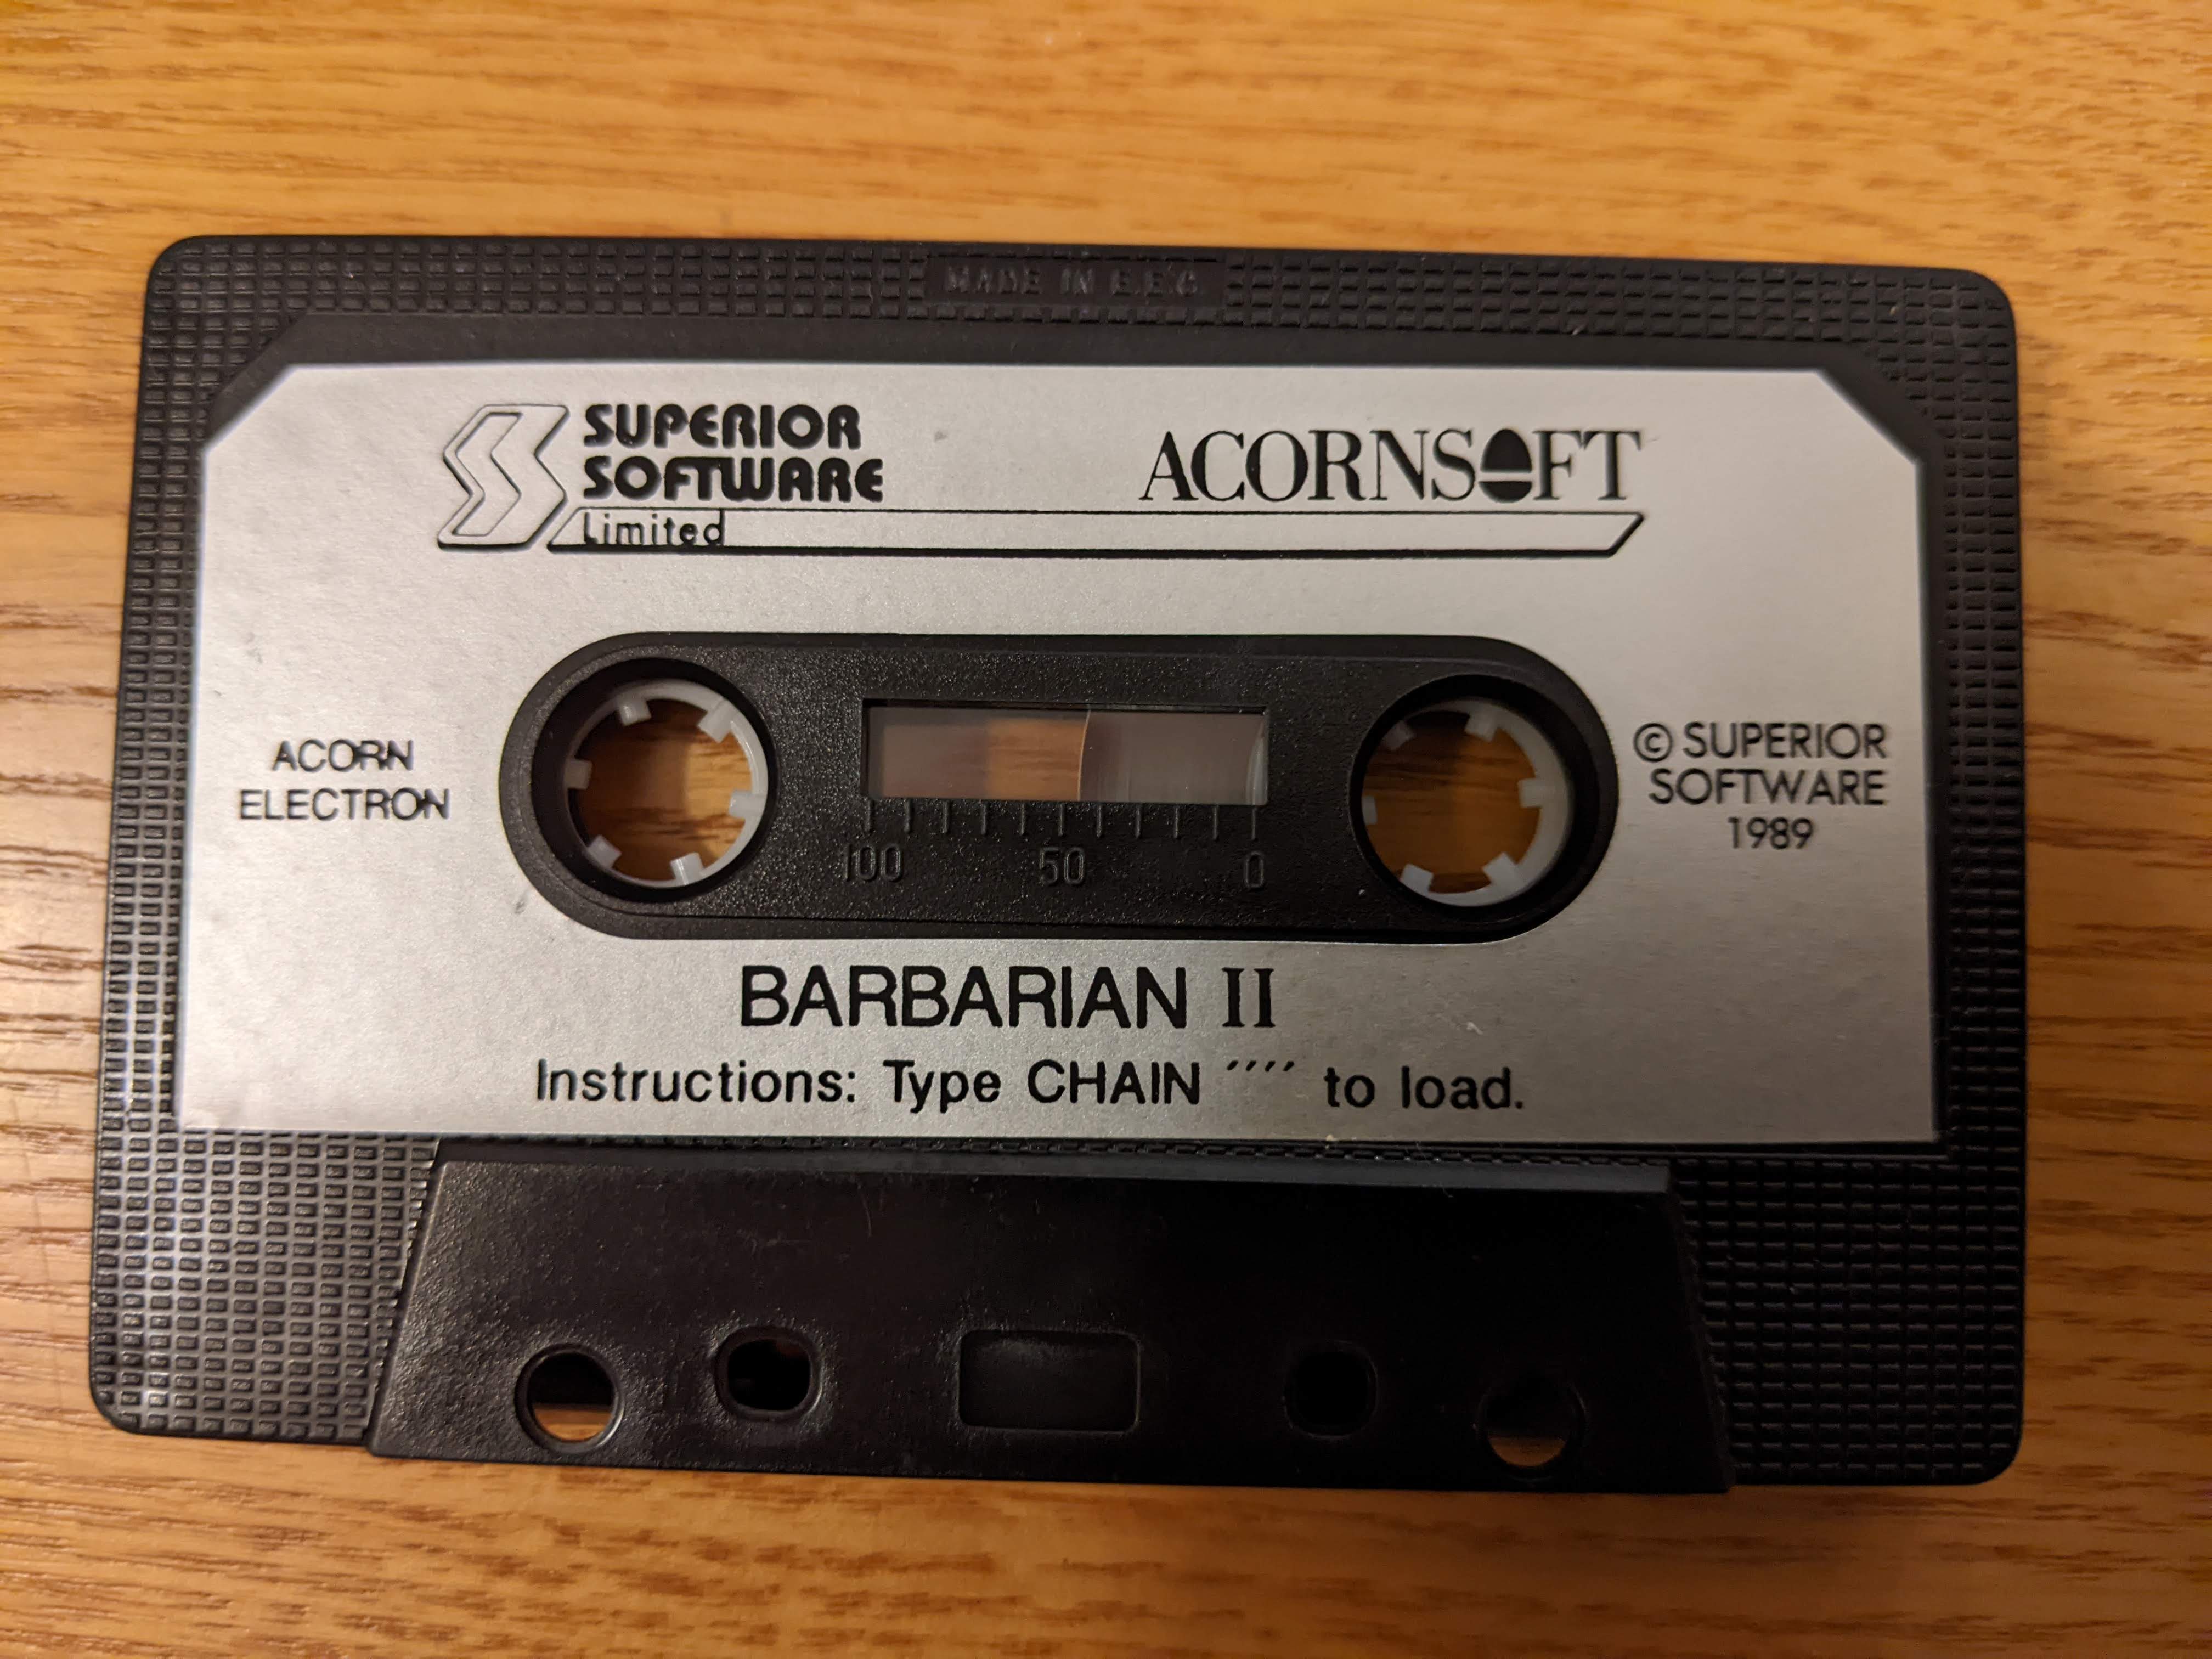 MADE IN E.E.C.
SUPERIOR
SOFTWARE
Limited
ACORNSOFT
ACORN
ELECTRON
© SUPERIOR
SOFTWARE
1989
100 50 0
BARBARIAN II
Instructions: Type CHAIN ′′′′ to load.